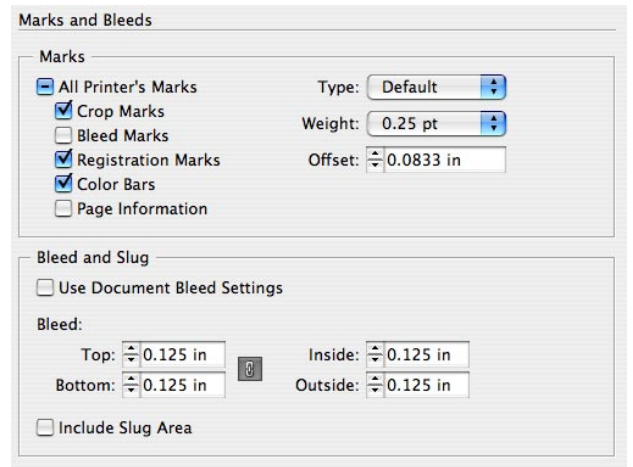 Marks and Bleeds
Marks
All Printer's Marks
Crop Marks
Bleed Marks
Registration Marks
Color Bars
Page Information
Type: Default
Weight: 0.25 pt
Offset: 0.0833 in
Bleed and Slug
Use Document Bleed Settings
Bleed:
Top: 0.125 in Inside: 0.125 in
Bottom: 0.125 in Outside: 0.125 in
Include Slug Area